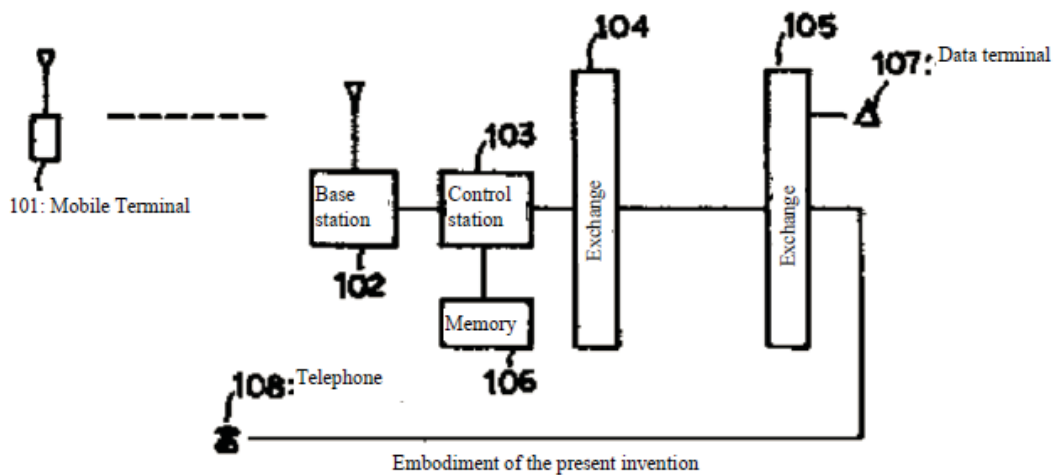 104
105
107: Data terminal
103
Base
station
Control
station
Exchange
Exchange
101: Mobile Terminal
102
Memory
106
108: Telephone
Embodiment of the present invention